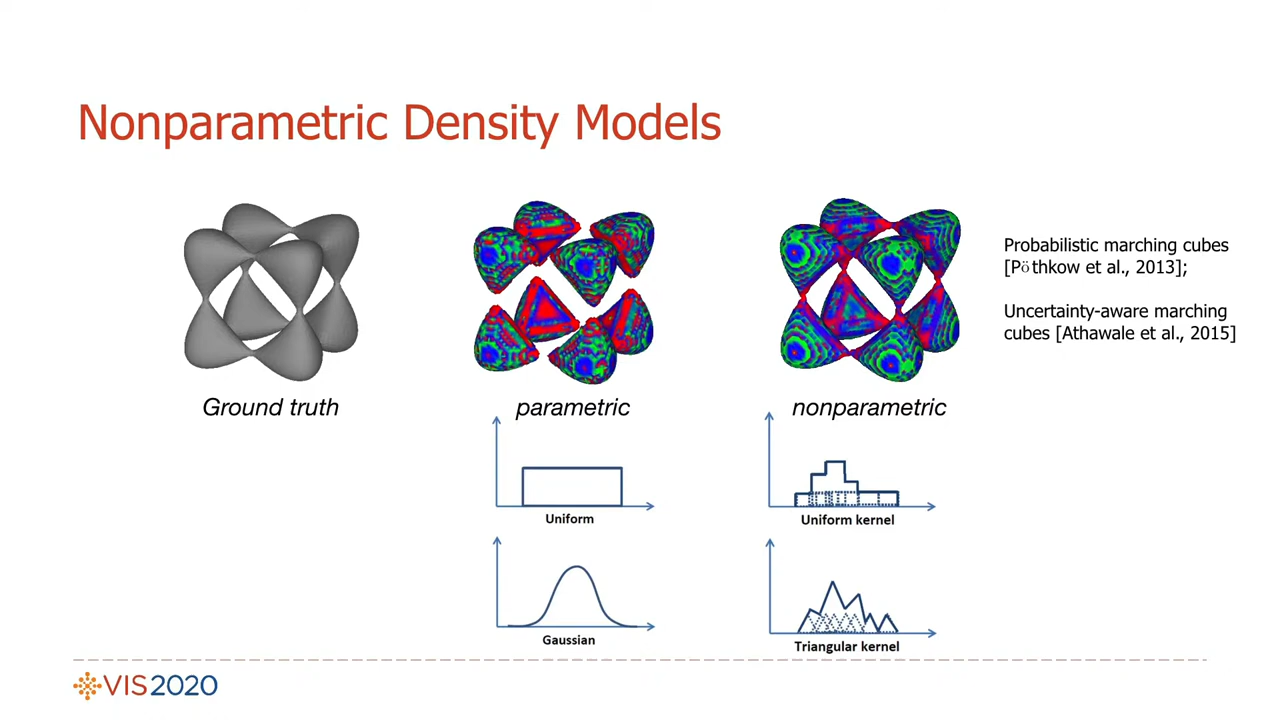 Nonparametric Density Models
Probabilistic marching cubes
[Pöthkow et al., 2013];
Uncertainty-aware marching
cubes [Athawale et al., 2015]
Ground truth
parametric
nonparametric
Uniform
Uniform kernel
Gaussian
Triangular kernel
VIS2020